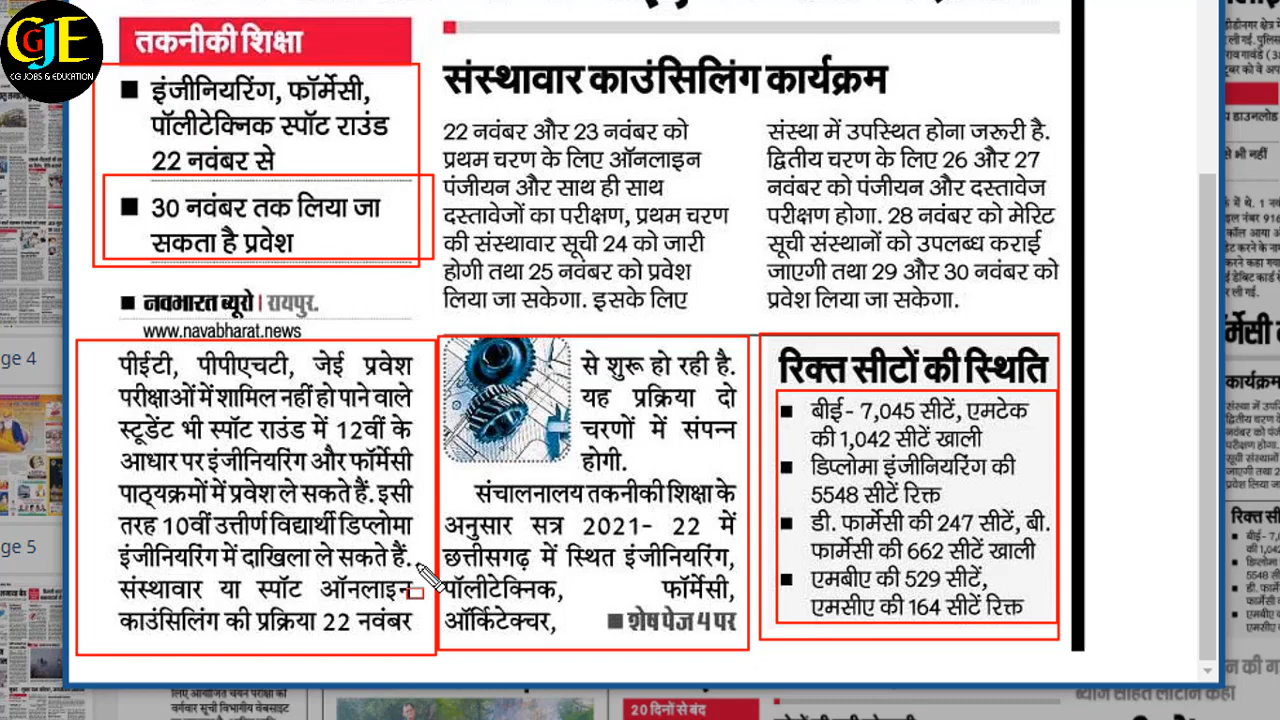 CGJE
CG JOBS & EDUCATION
तकनीकी शिक्षा
■ इंजीनियरिंग, फॉर्मेसी,
पॉलीटेक्निक स्पॉट राउंड
22 नवंबर से
■ 30 नवंबर तक लिया जा
सकता है प्रवेश
■ नवभारत ब्यूरो | रायपुर.
www.navabharat.news
पीईटी, पीपीएचटी, जेई प्रवेश
परीक्षाओं में शामिल नहीं हो पाने वाले
स्टूडेंट भी स्पॉट राउंड में 12वीं के
आधार पर इंजीनियरिंग और फॉर्मेसी
पाठ्यक्रमों में प्रवेश ले सकते हैं. इसी
तरह 10वीं उत्तीर्ण विद्यार्थी डिप्लोमा
इंजीनियरिंग में दाखिला ले सकते हैं.
संस्थावार या स्पॉट ऑनलाइन
काउंसिलिंग की प्रक्रिया 22 नवंबर
संस्थावार काउंसिलिंग कार्यक्रम
22 नवंबर और 23 नवंबर को
प्रथम चरण के लिए ऑनलाइन
पंजीयन और साथ ही साथ
दस्तावेजों का परीक्षण, प्रथम चरण
की संस्थावार सूची 24 को जारी
होगी तथा 25 नवंबर को प्रवेश
लिया जा सकेगा. इसके लिए
संस्था में उपस्थित होना जरूरी है.
द्वितीय चरण के लिए 26 और 27
नवंबर को पंजीयन और दस्तावेज
परीक्षण होगा. 28 नवंबर को मेरिट
सूची संस्थानों को उपलब्ध कराई
जाएगी तथा 29 और 30 नवंबर को
प्रवेश लिया जा सकेगा.
से शुरू हो रही है.
यह प्रक्रिया दो
चरणों में संपन्न
होगी.
संचालनालय तकनीकी शिक्षा के
अनुसार सत्र 2021- 22 में
छत्तीसगढ़ में स्थित इंजीनियरिंग,
पॉलीटेक्निक, फॉर्मेसी,
ऑर्किटेक्चर, ■ शेष पेज 4 पर
रिक्त सीटों की स्थिति
■ बीई- 7,045 सीटें, एमटेक
की 1,042 सीटें खाली
■ डिप्लोमा इंजीनियरिंग की
5548 सीटें रिक्त
■ डी. फार्मेसी की 247 सीटें, बी.
फार्मेसी की 662 सीटें खाली
■ एमबीए की 529 सीटें,
एमसीए की 164 सीटें रिक्त
ge 4
ge 5
20 दिनों से बंद